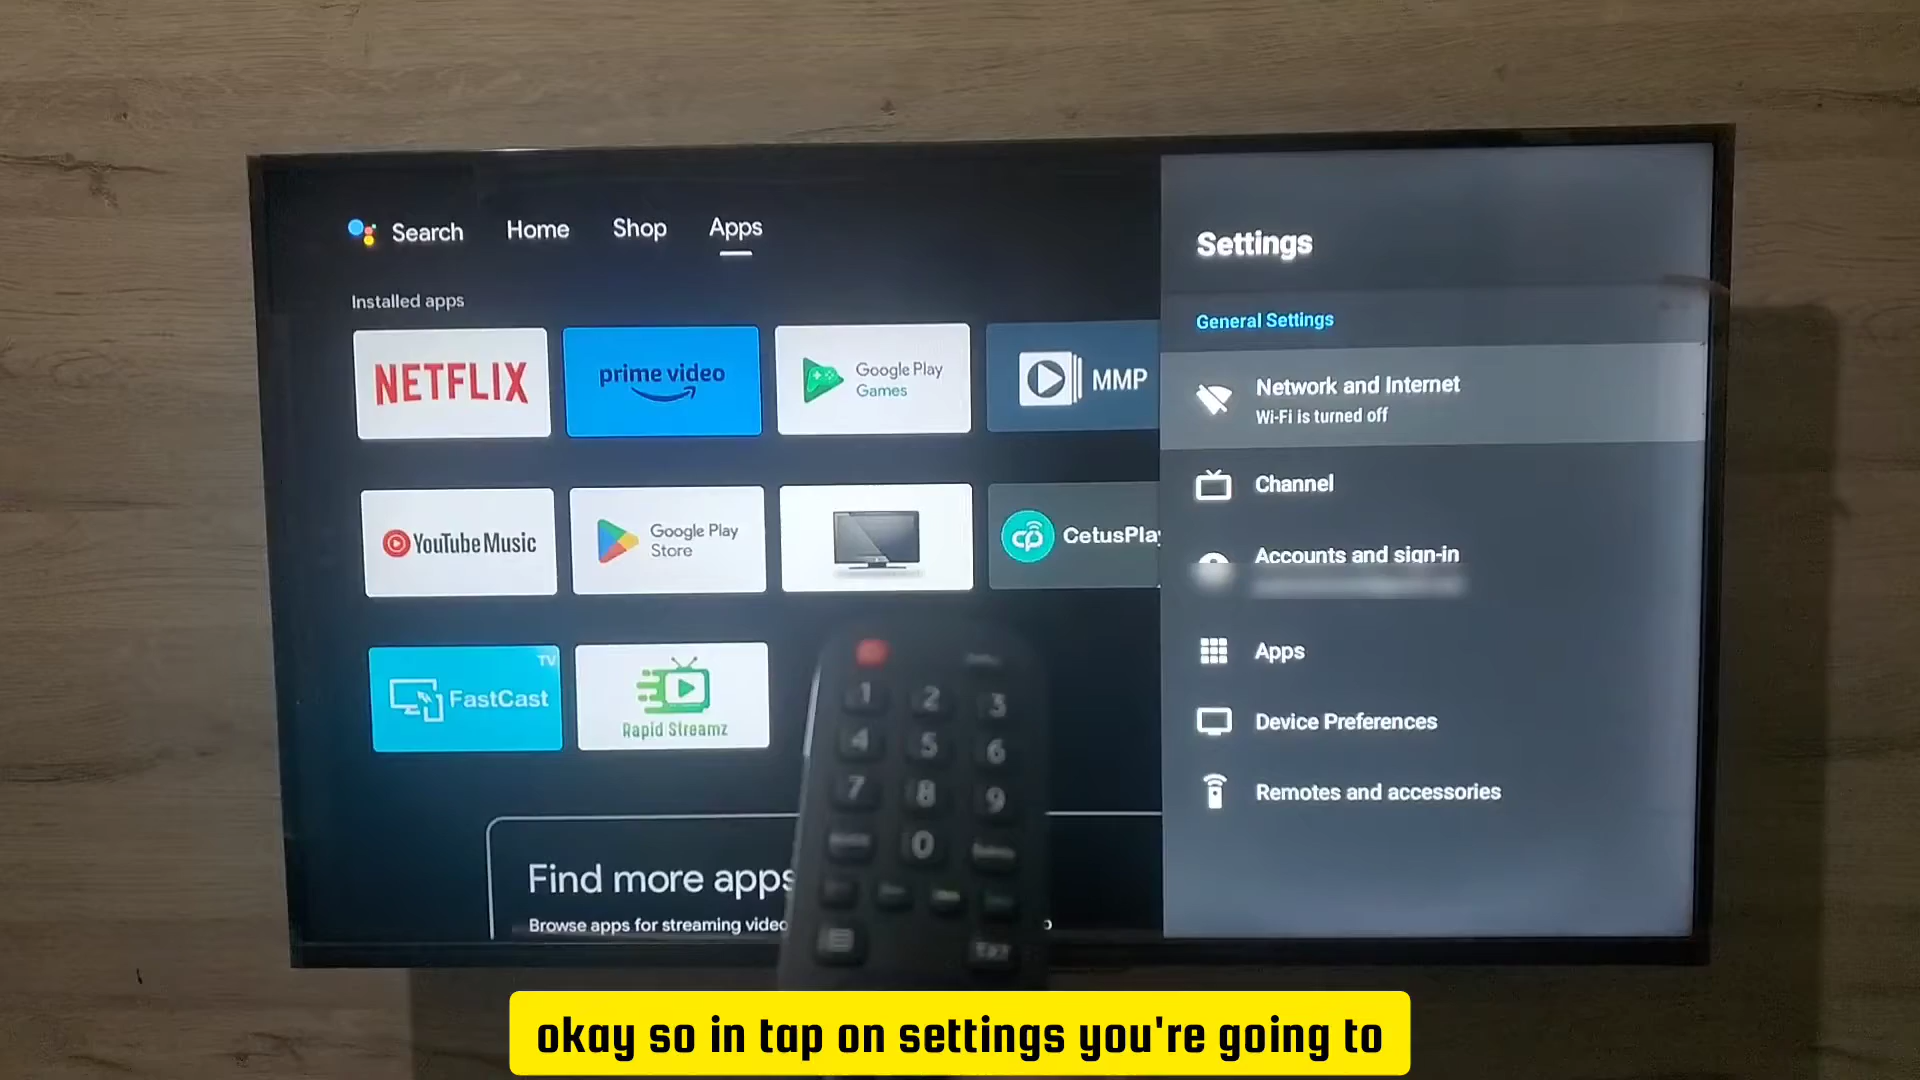 Search
Home
Shop
Apps
Installed apps
NETFLIX
prime video
Google Play
Games
MMP
YouTube Music
Google Play
Store
CetusPla
TV
FastCast
Rapid Streamz
Find more apps
Browse apps for streaming video
Settings
General Settings
Network and Internet
Wi-Fi is turned off
Channel
Accounts and sign-in
Apps
Device Preferences
Remotes and accessories
1 2 3
4 5 6
7 8 9
0
okay so in tap on settings you're going to